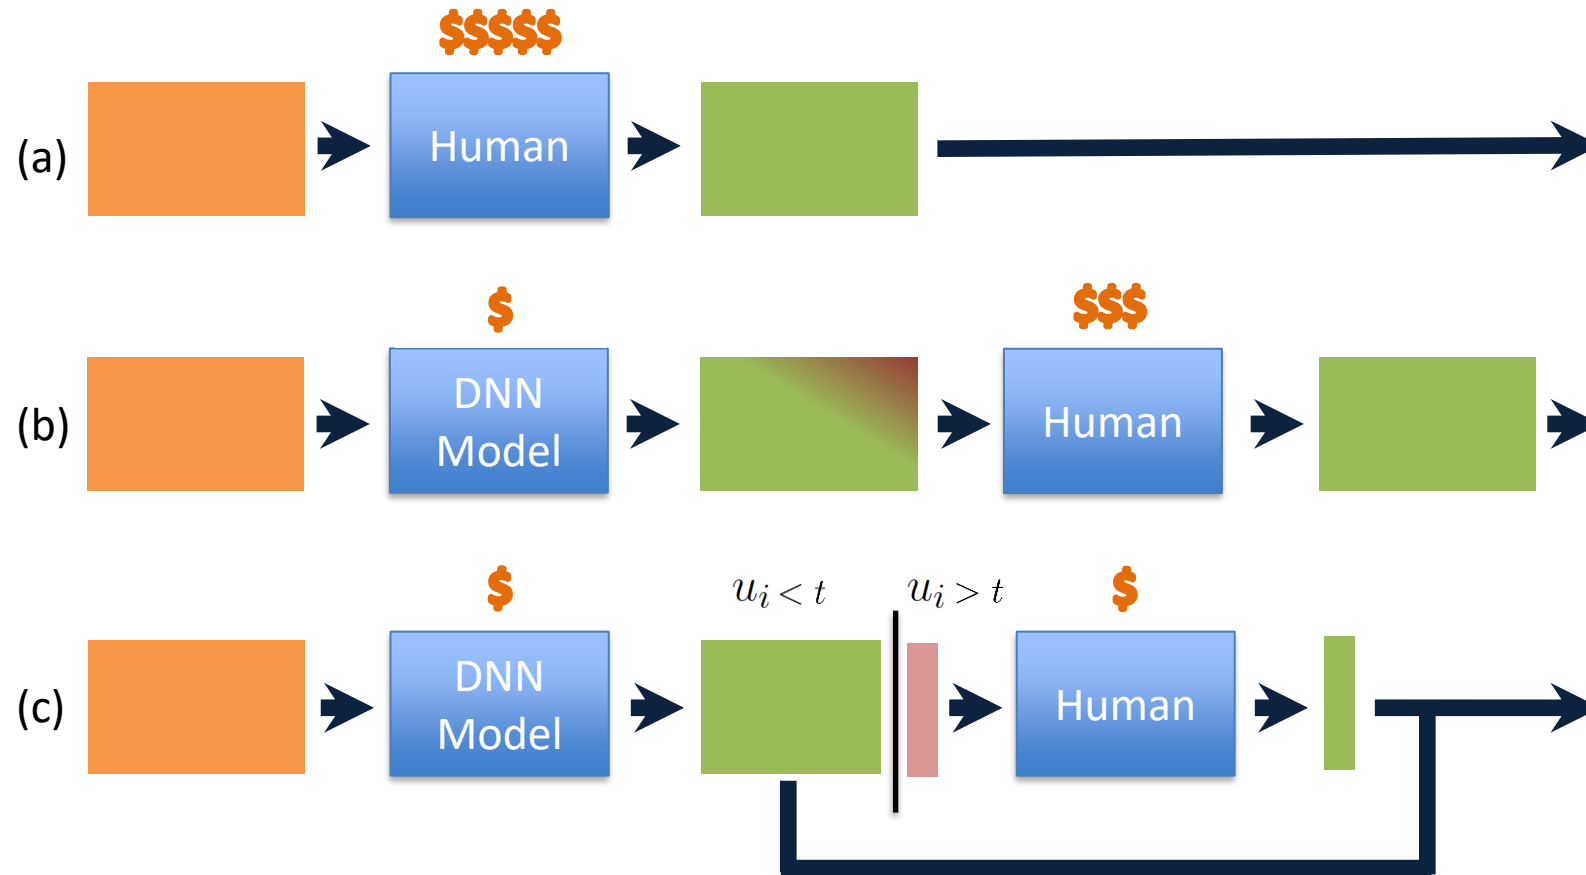 $$$$$
(a)
Human
$
$$$
(b)
DNN
Model
Human
$
u_i < t
u_i > t
$
(c)
DNN
Model
Human